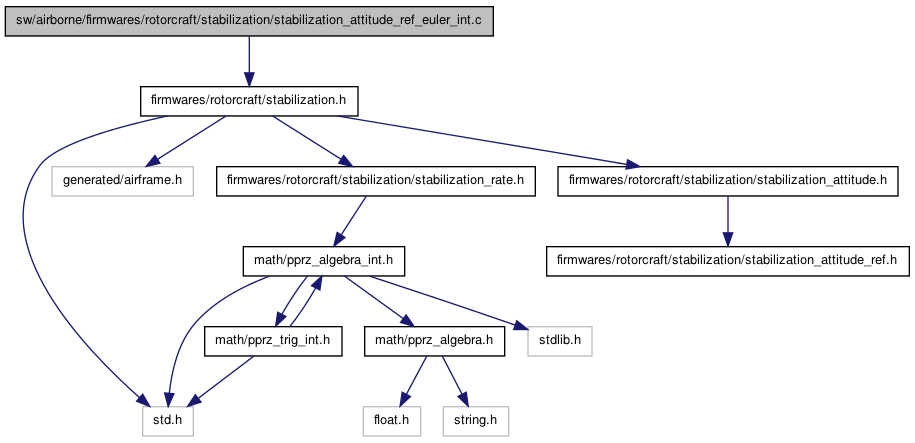 sw/airborne/firmwares/rotorcraft/stabilization/stabilization_attitude_ref_euler_int.c
firmwares/rotorcraft/stabilization.h
generated/airframe.h
firmwares/rotorcraft/stabilization/stabilization_rate.h
firmwares/rotorcraft/stabilization/stabilization_attitude.h
math/pprz_algebra_int.h
firmwares/rotorcraft/stabilization/stabilization_attitude_ref.h
math/pprz_trig_int.h
math/pprz_algebra.h
stdlib.h
std.h
float.h
string.h